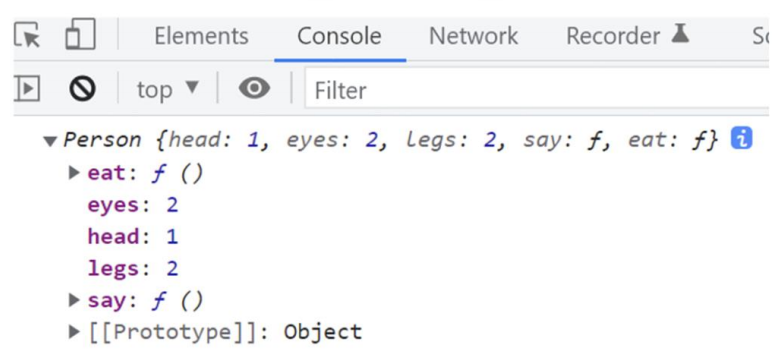 Elements Console Network Recorder
top ▼ Filter
▼ Person {head: 1, eyes: 2, legs: 2, say: ƒ, eat: ƒ} i
▶ eat: ƒ ()
eyes: 2
head: 1
legs: 2
▶ say: ƒ ()
▶ [[Prototype]]: Object